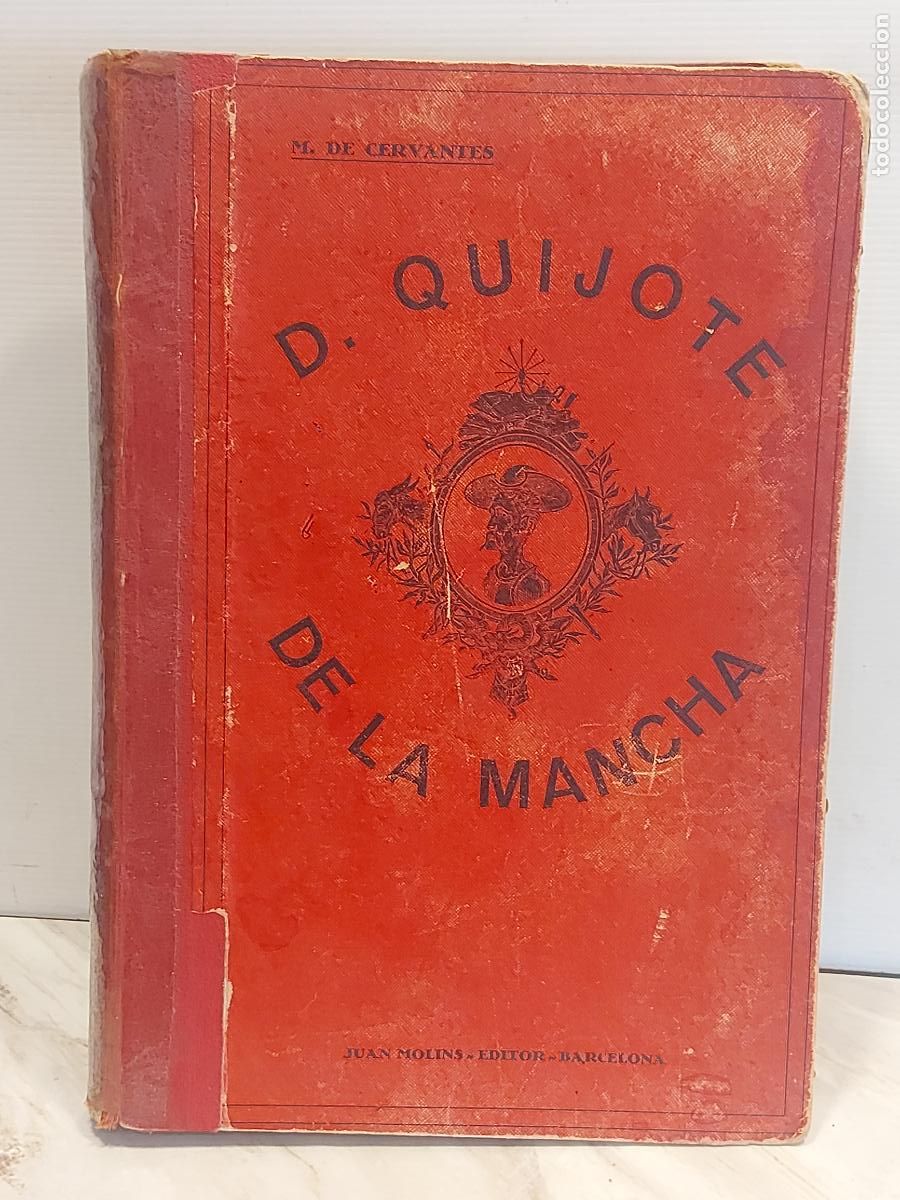 M. DE CERVANTES
D. QUIJOTE
DE LA MANCHA
JUAN MOLINS - EDITOR - BARCELONA
todocoleccion